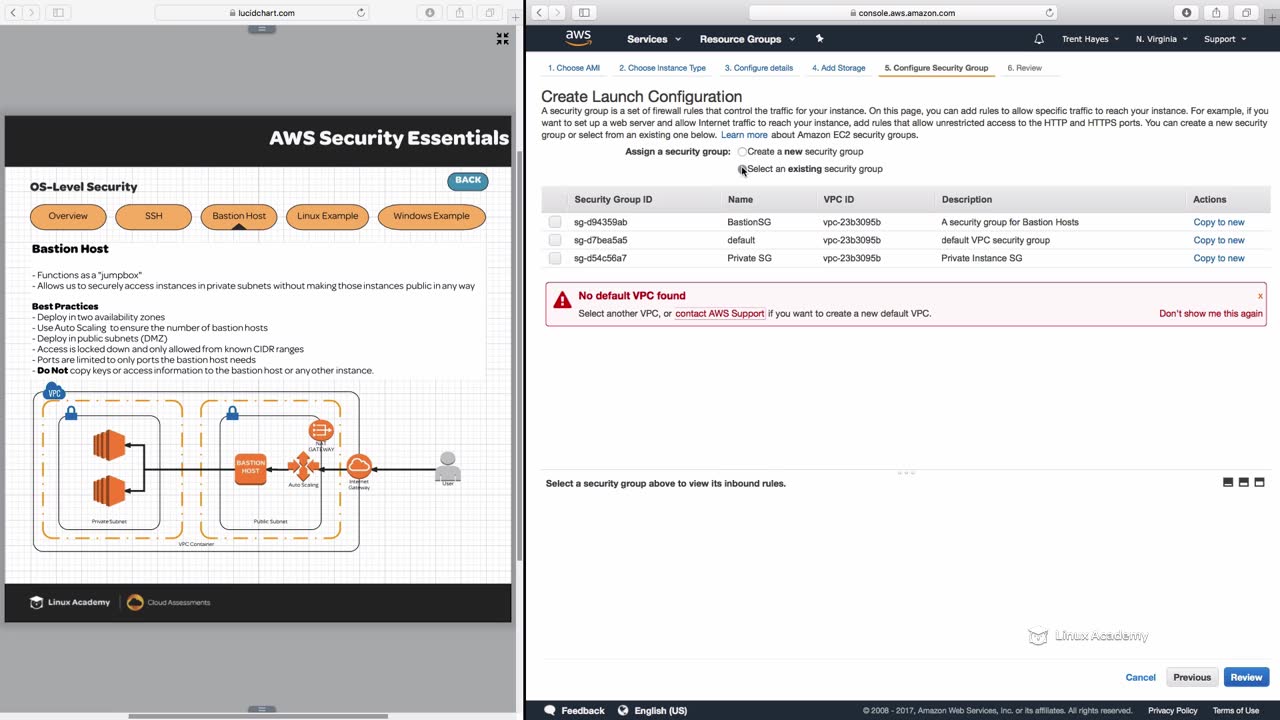 lucidchart.com
AWS Security Essentials
OS-Level Security
BACK
Overview
SSH
Bastion Host
Linux Example
Windows Example
Bastion Host
- Functions as a "jumpbox"
- Allows us to securely access instances in private subnets without making those instances public in any way
Best Practices
- Deploy in two availability zones
- Use Auto Scaling to ensure the number of bastion hosts
- Deploy in public subnets (DMZ)
- Access is locked down and only allowed from known CIDR ranges
- Ports are limited to only ports the bastion host needs
- Do Not copy keys or access information to the bastion host or any other instance.
VPC
NAT
GATEWAY
BASTION
HOST
Auto Scaling
Internet
Gateway
User
Private Subnet
Public Subnet
VPC Container
Linux Academy
Cloud Assessments
console.aws.amazon.com
aws
Services
Resource Groups
Trent Hayes
N. Virginia
Support
1. Choose AMI
2. Choose Instance Type
3. Configure details
4. Add Storage
5. Configure Security Group
6. Review
Create Launch Configuration
A security group is a set of firewall rules that control the traffic for your instance. On this page, you can add rules to allow specific traffic to reach your instance. For example, if you
want to set up a web server and allow Internet traffic to reach your instance, add rules that allow unrestricted access to the HTTP and HTTPS ports. You can create a new security
group or select from an existing one below. Learn more about Amazon EC2 security groups.
Assign a security group: Create a new security group
Select an existing security group
Security Group ID Name VPC ID Description Actions
sg-d94359ab BastionSG vpc-23b3095b A security group for Bastion Hosts Copy to new
sg-d7bea5a5 default vpc-23b3095b default VPC security group Copy to new
sg-d54c56a7 Private SG vpc-23b3095b Private Instance SG Copy to new
No default VPC found x
Select another VPC, or contact AWS Support if you want to create a new default VPC. Don't show me this again
Select a security group above to view its inbound rules.
Linux Academy
Cancel Previous Review
Feedback English (US) © 2008 - 2017, Amazon Web Services, Inc. or its affiliates. All rights reserved. Privacy Policy Terms of Use